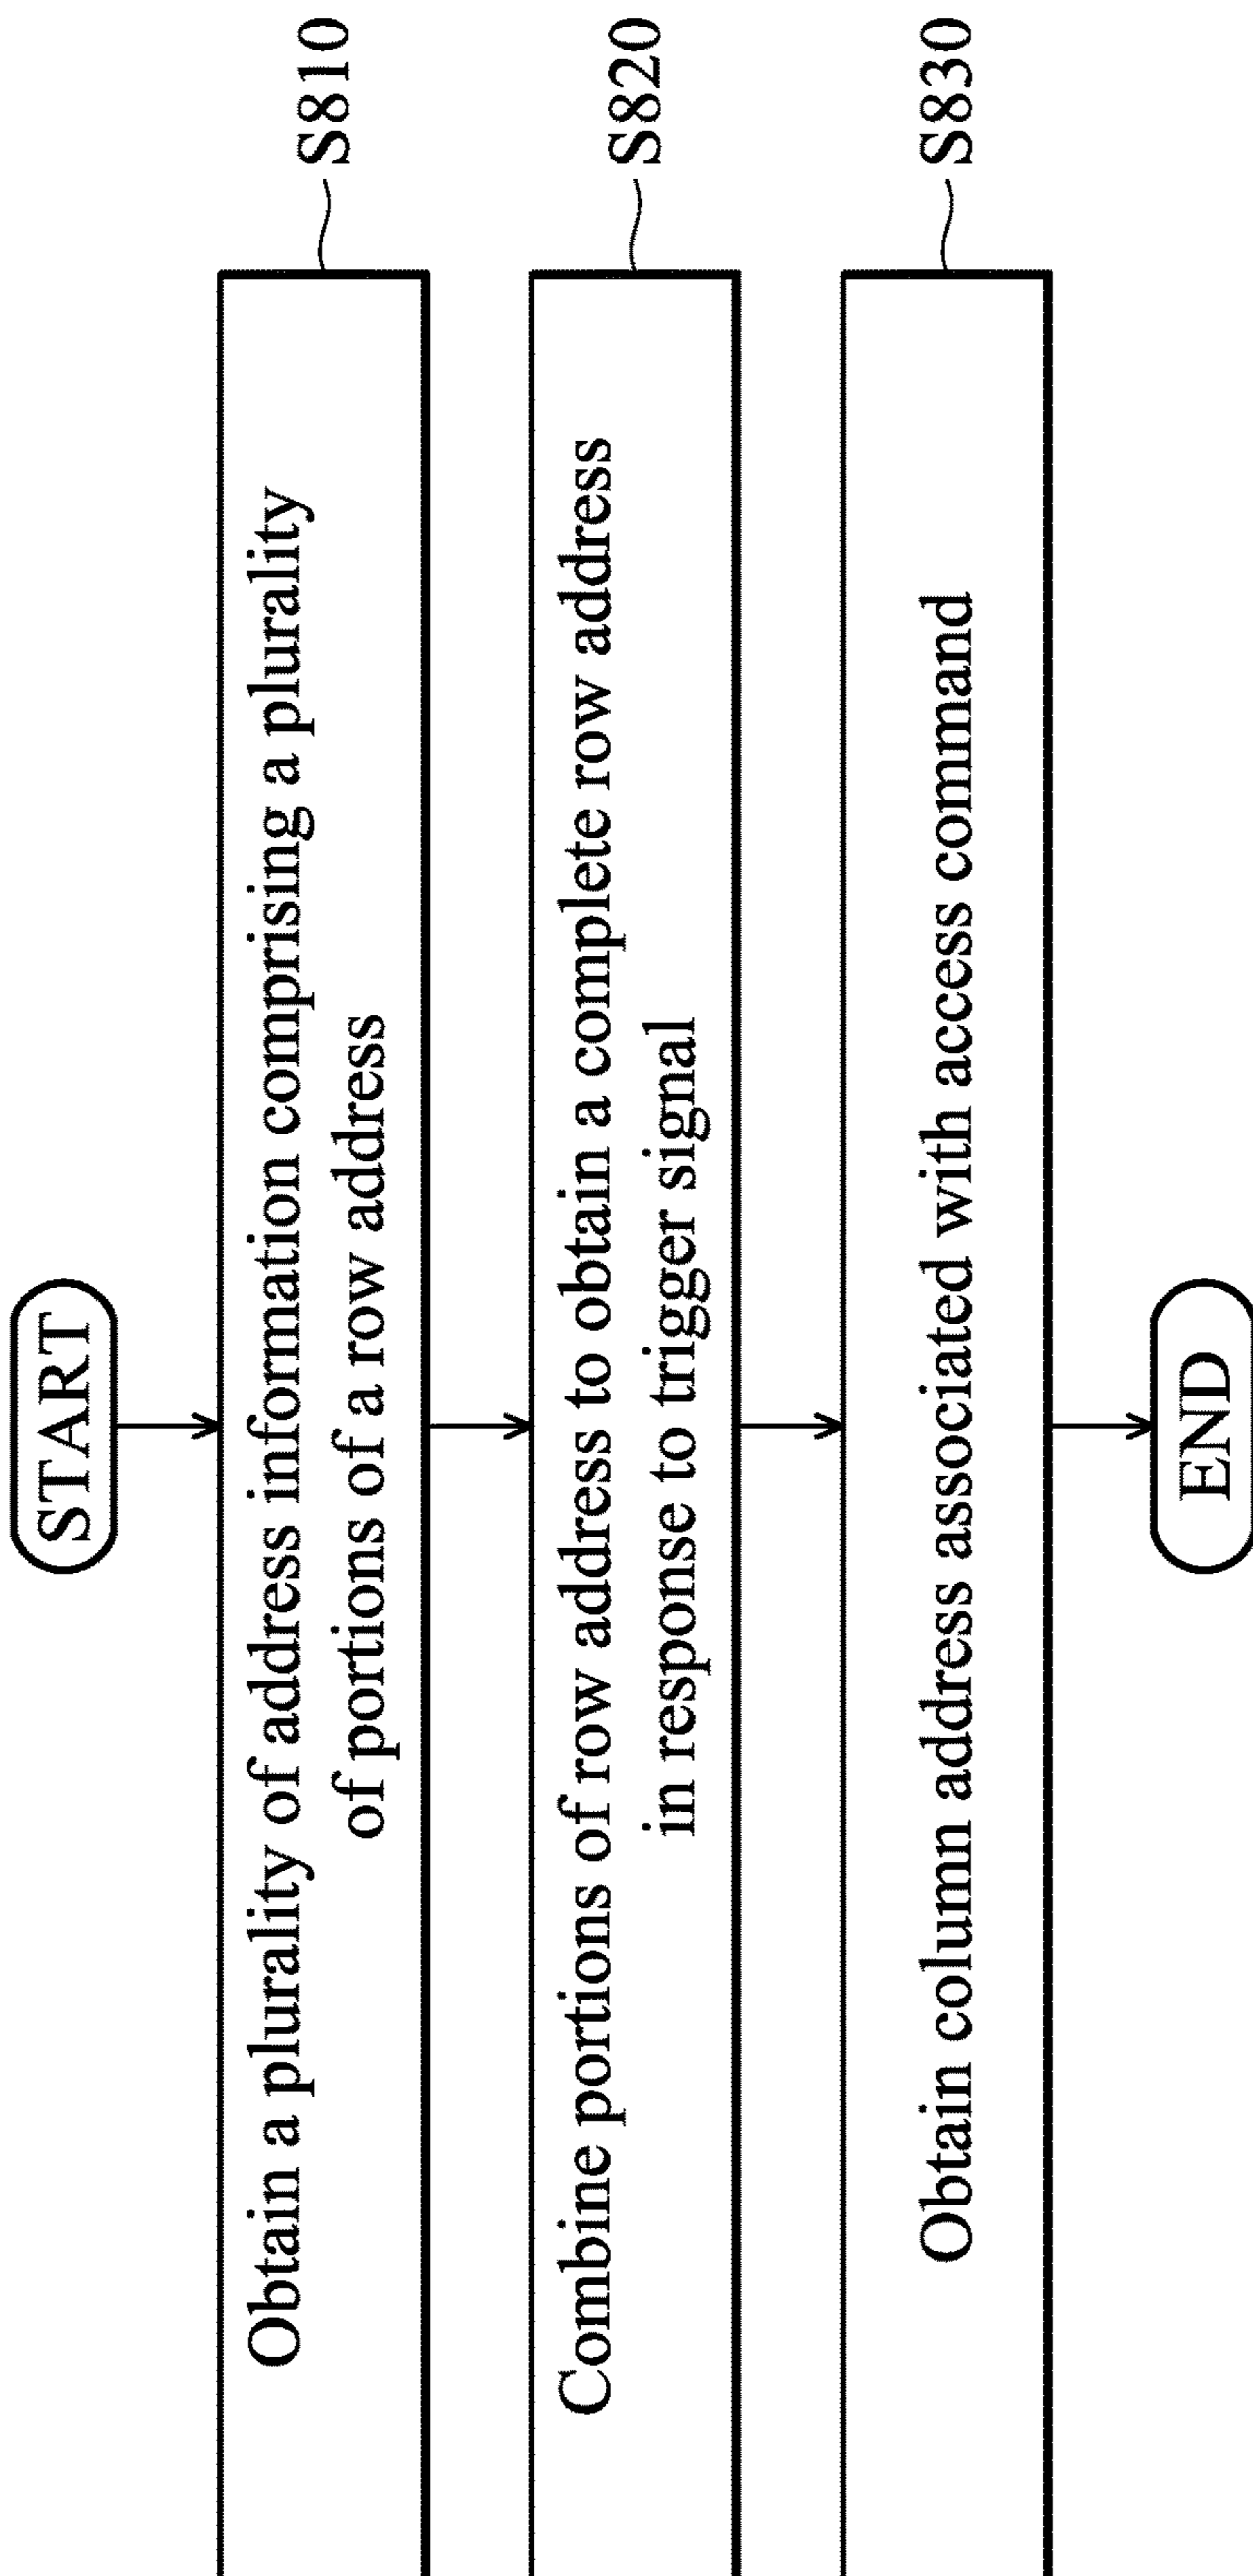 START
Obtain a plurality of address information comprising a plurality
of portions of a row address
S810
Combine portions of row address to obtain a complete row address
in response to trigger signal
S820
Obtain column address associated with access command
S830
END